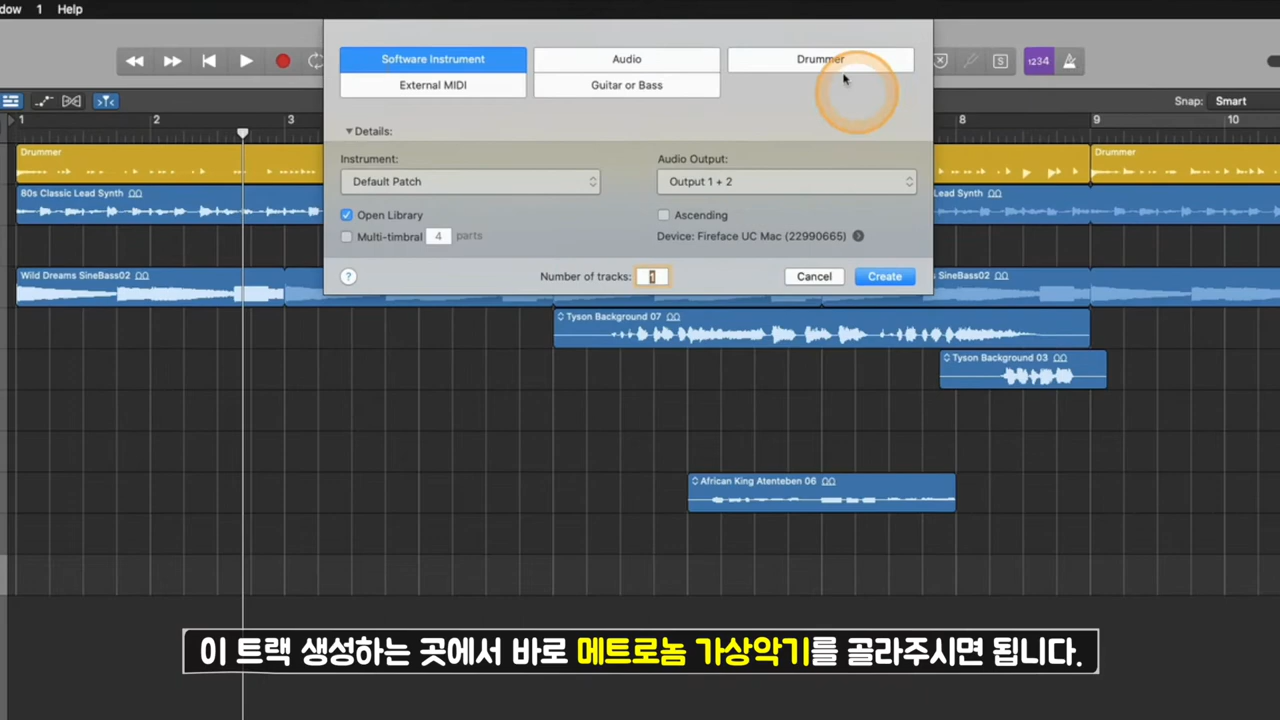 dow 1 Help
Software Instrument
Audio
Drummer
External MIDI
Guitar or Bass
1234
Snap: Smart
Details:
1 2 3 8 9 10
Instrument:
Audio Output:
Default Patch
Output 1 + 2
Open Library
Ascending
Multi-timbral 4 parts
Device: Fireface UC Mac (22990665)
Number of tracks: 1
Cancel
Create
Drummer
Drummer
80s Classic Lead Synth
Lead Synth
Wild Dreams SineBass02
SineBass02
Tyson Background 07
Tyson Background 03
African King Atenteben 06
이 트랙 생성하는 곳에서 바로 메트로놈 가상악기를 골라주시면 됩니다.